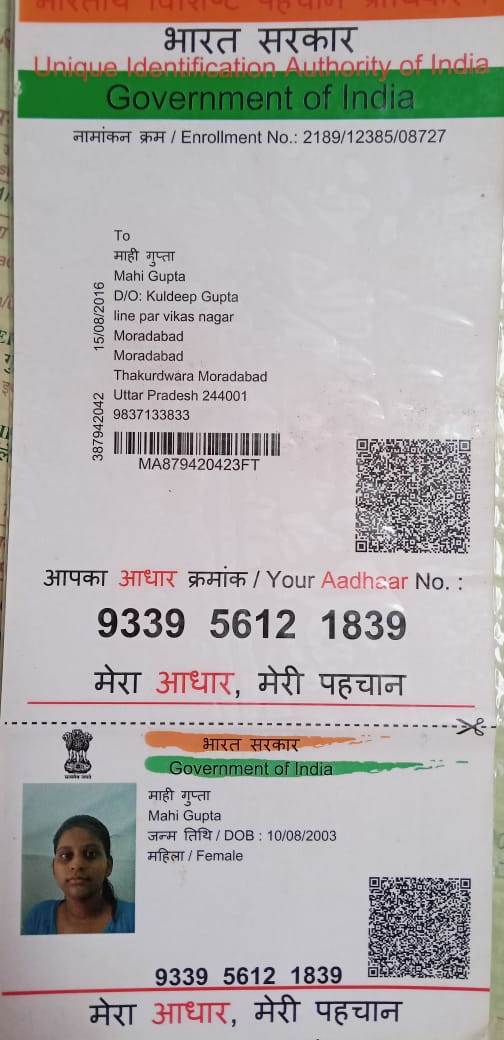 भारत सरकार
Unique Identification Authority of India
Government of India
नामांकन क्रम / Enrollment No.: 2189/12385/08727
To
माही गुप्ता
Mahi Gupta
D/O: Kuldeep Gupta
line par vikas nagar
Moradabad
Moradabad
Thakurdwara Moradabad
Uttar Pradesh 244001
9837133833
387942042 15/08/2016
MA879420423FT
आपका आधार क्रमांक / Your Aadhaar No. :
9339 5612 1839
मेरा आधार, मेरी पहचान
भारत सरकार
Government of India
माही गुप्ता
Mahi Gupta
जन्म तिथि / DOB : 10/08/2003
महिला / Female
9339 5612 1839
मेरा आधार, मेरी पहचान